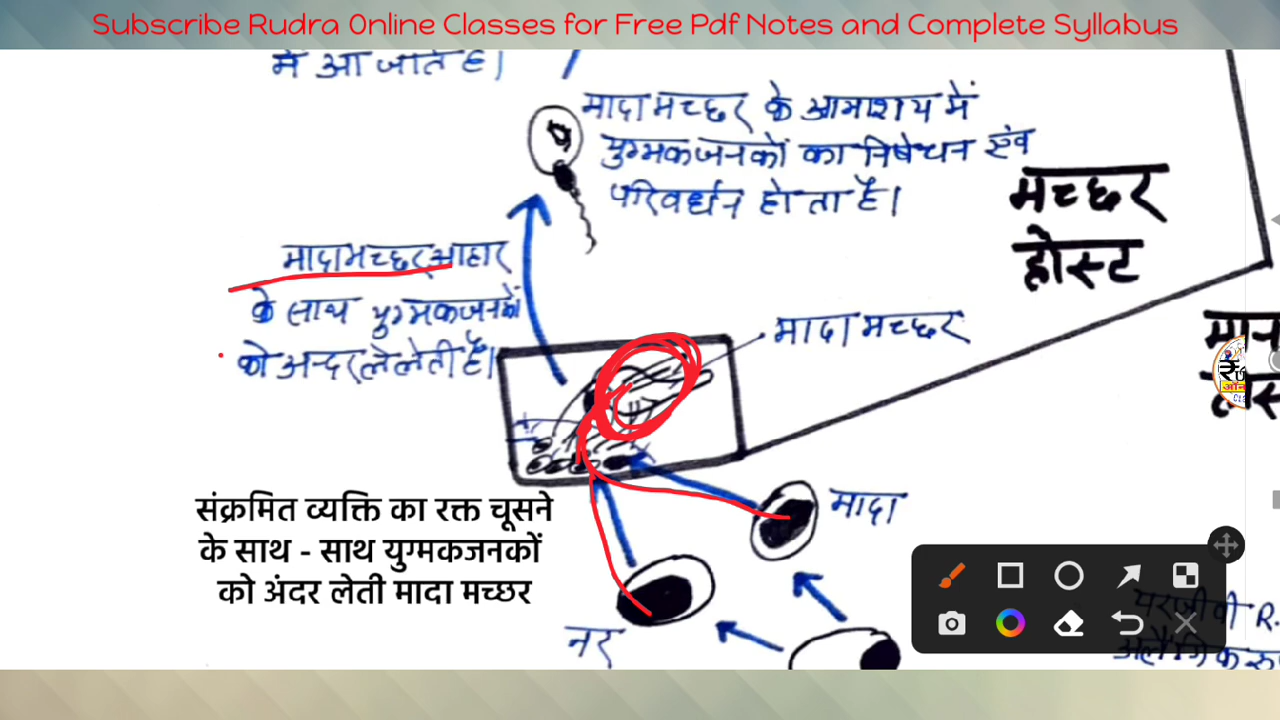 Subscribe Rudra Online Classes for Free Pdf Notes and Complete Syllabus
में आ जाते है।
मादा मच्छर के आमाशय में
युग्मकजनकों का निषेचन एंव
परिवर्धन होता है।
मच्छर
होस्ट
मादा मच्छर आहार
के साथ युग्मकजनकों
को अन्दर ले लेती है।
मादा मच्छर
मान
संक्रमित व्यक्ति का रक्त चूसने
के साथ - साथ युग्मकजनकों
को अंदर लेती मादा मच्छर
मादा
नर